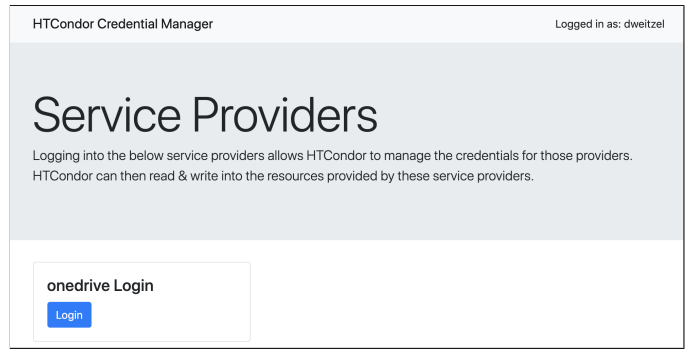 HTCondor Credential Manager
Logged in as: dweitzel
Service Providers
Logging into the below service providers allows HTCondor to manage the credentials for those providers.
HTCondor can then read & write into the resources provided by these service providers.
onedrive Login
Login